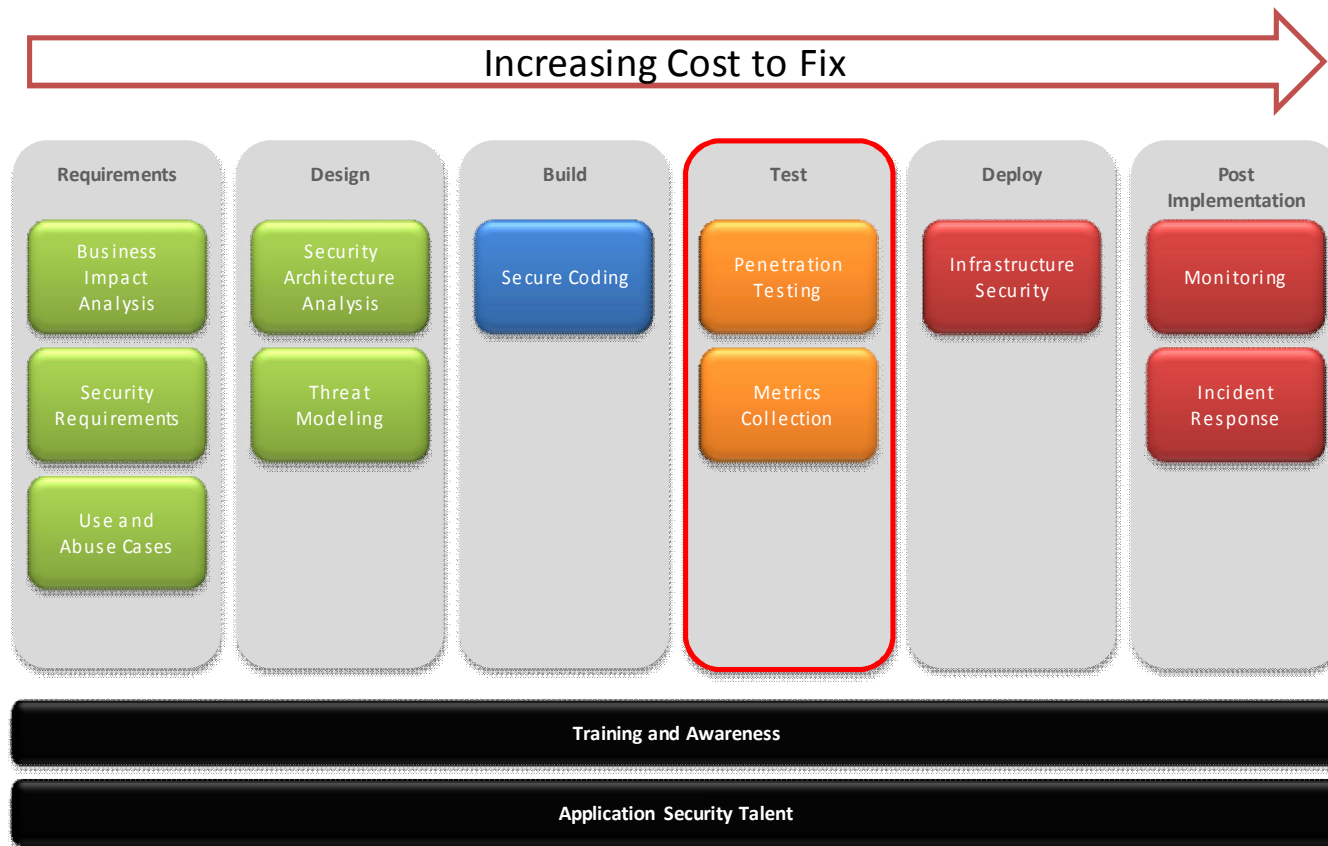 Increasing Cost to Fix
Requirements
Business
Impact
Analysis
Security
Requirements
Use and
Abuse Cases
Design
Security
Architecture
Analysis
Threat
Modeling
Build
Secure Coding
Test
Penetration
Testing
Metrics
Collection
Deploy
Infrastructure
Security
Post
Implementation
Monitoring
Incident
Response
Training and Awareness
Application Security Talent